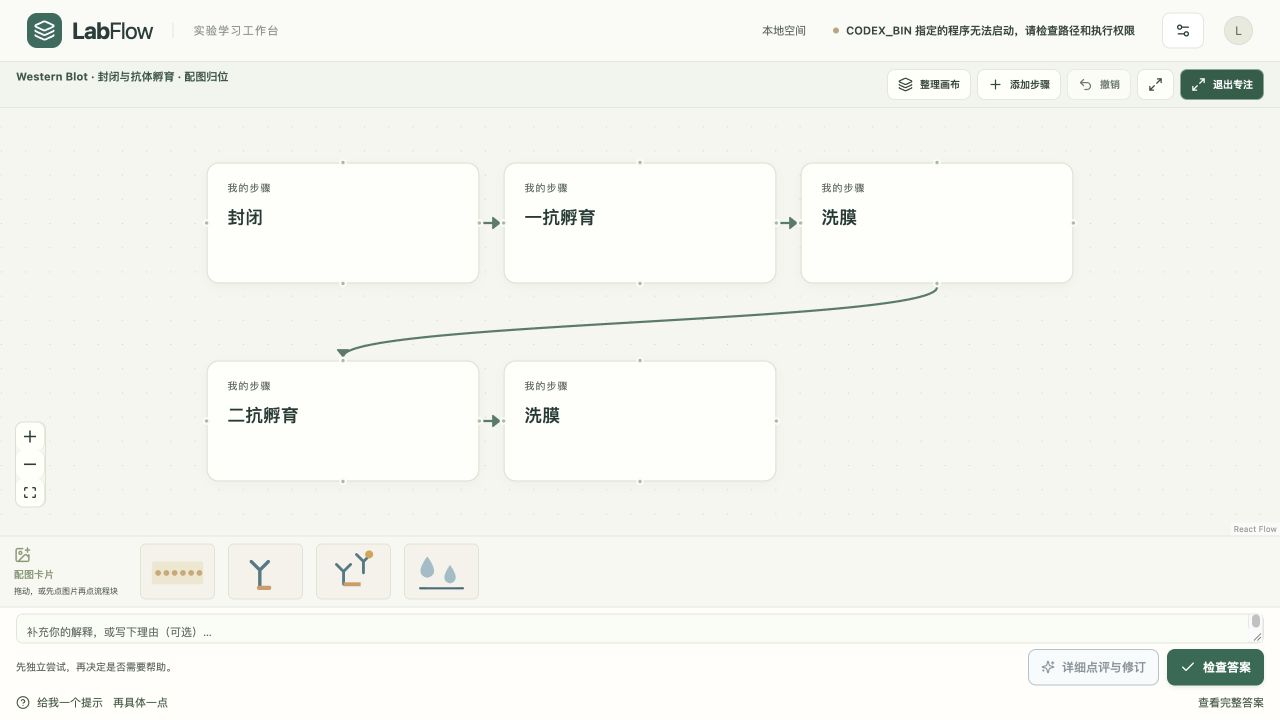 LabFlow
实验学习工作台
本地空间
CODEX_BIN 指定的程序无法启动，请检查路径和执行权限
L
Western Blot · 封闭与抗体孵育 · 配图归位
整理画布
添加步骤
撤销
退出专注
我的步骤
封闭
我的步骤
一抗孵育
我的步骤
洗膜
我的步骤
二抗孵育
我的步骤
洗膜
React Flow
配图卡片
拖动，或先点图片再点流程块
补充你的解释，或写下理由（可选）...
先独立尝试，再决定是否需要帮助。
详细点评与修订
检查答案
给我一个提示
再具体一点
查看完整答案